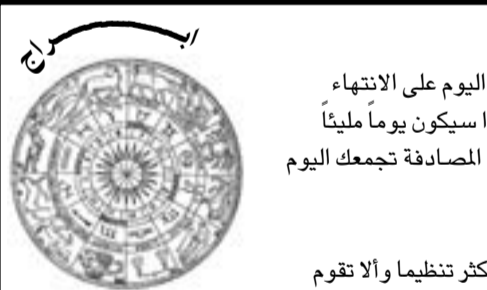 أبراج
اليوم على الانتهاء
ا سيكون يوماً مليئاً
المصادفة تجمعك اليوم
كثر تنظيما وألا تقوم